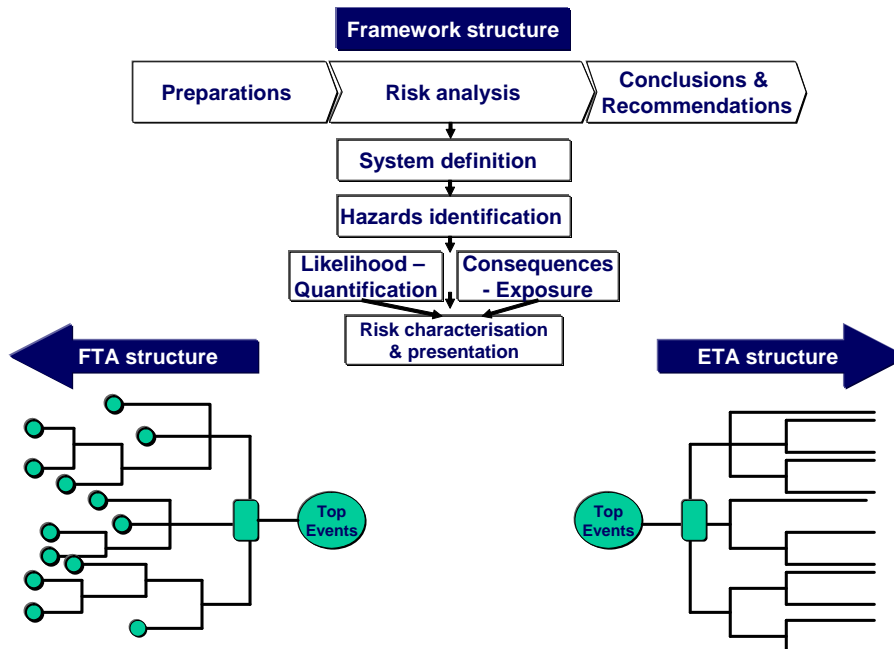 Framework structure
Preparations
Risk analysis
Conclusions &
Recommendations
System definition
Hazards identification
Likelihood –
Quantification
Consequences
- Exposure
Risk characterisation
& presentation
FTA structure
ETA structure
Top
Events
Top
Events